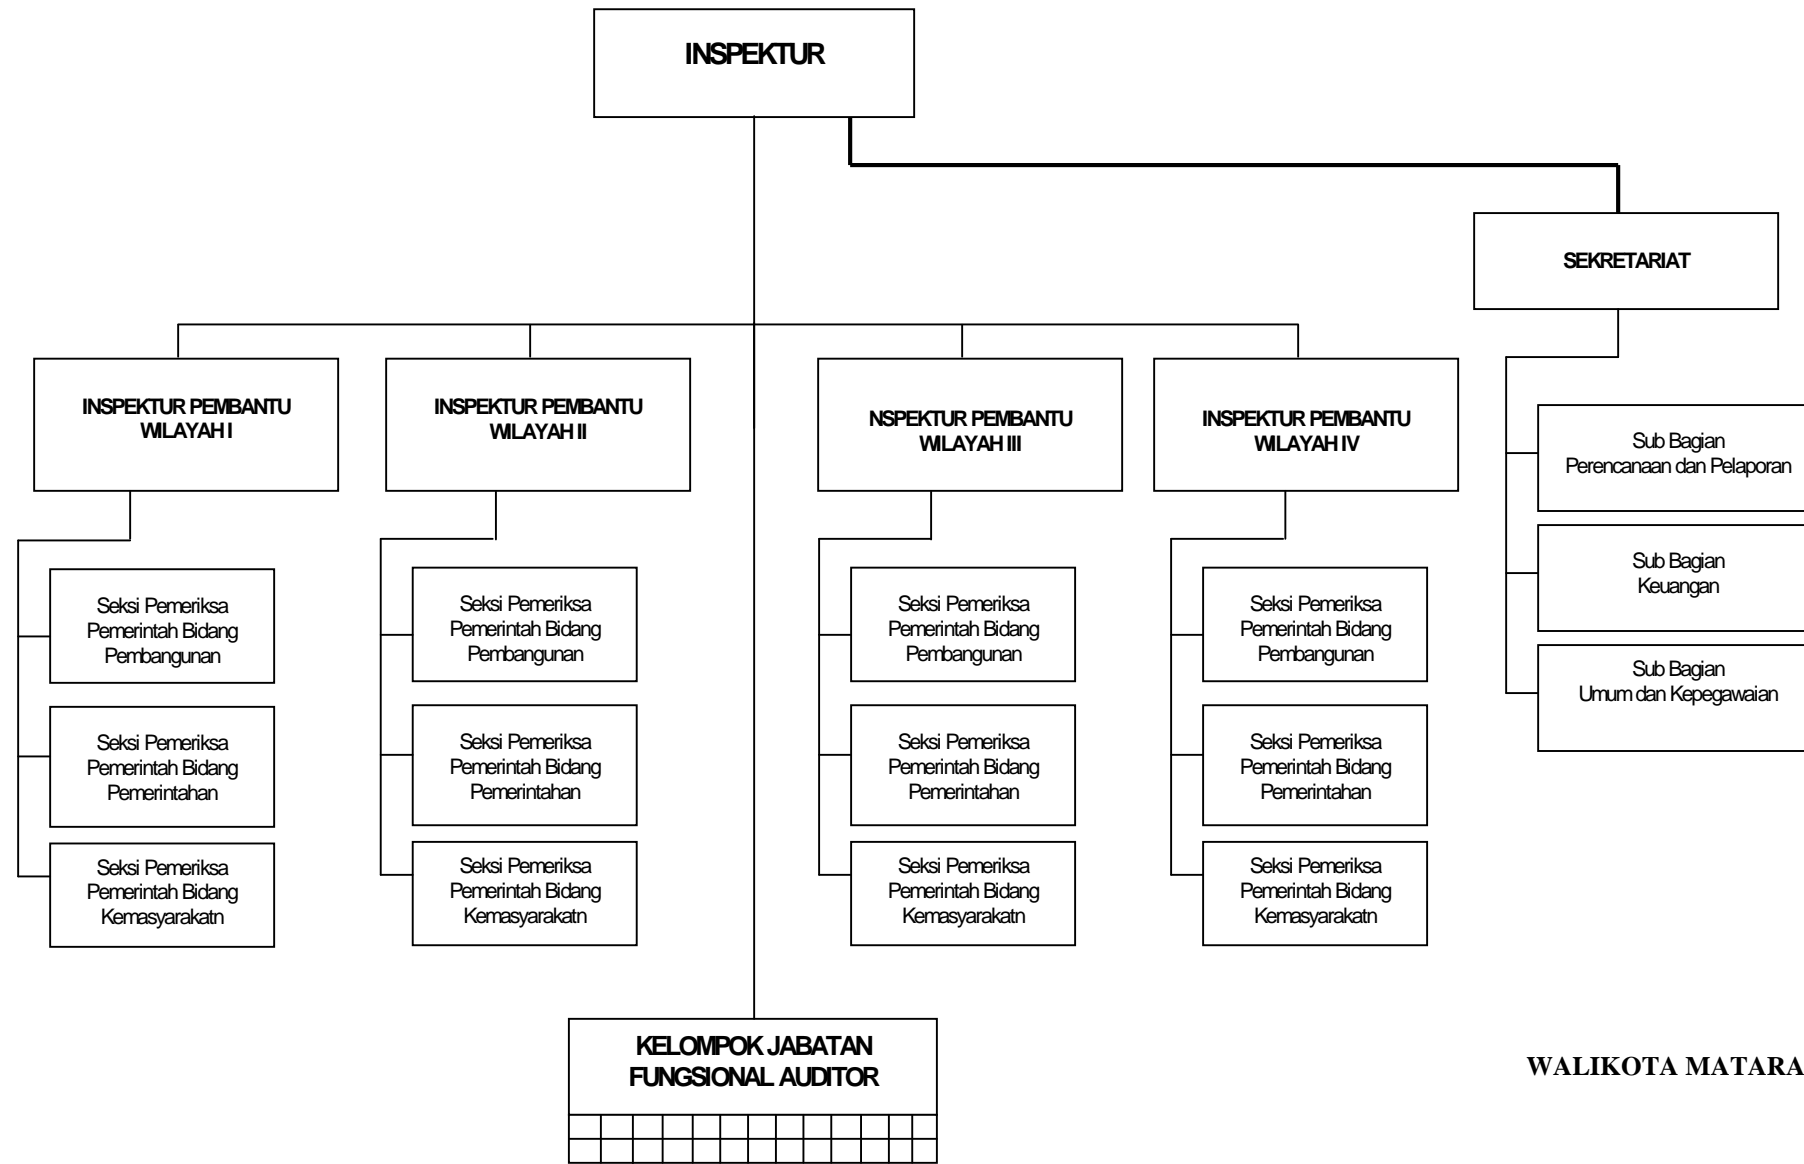 INSPEKTUR
SEKRETARIAT
INSPEKTUR PEMBANTU
WILAYAH I
INSPEKTUR PEMBANTU
WILAYAH II
NSPEKTUR PEMBANTU
WILAYAH III
INSPEKTUR PEMBANTU
WILAYAH IV
Sub Bagian
Perencanaan dan Pelaporan
Sub Bagian
Keuangan
Sub Bagian
Umum dan Kepegawaian
Seksi Pemeriksa
Pemerintah Bidang
Pembangunan
Seksi Pemeriksa
Pemerintah Bidang
Pemerintahan
Seksi Pemeriksa
Pemerintah Bidang
Kemasyarakatn
Seksi Pemeriksa
Pemerintah Bidang
Pembangunan
Seksi Pemeriksa
Pemerintah Bidang
Pemerintahan
Seksi Pemeriksa
Pemerintah Bidang
Kemasyarakatn
Seksi Pemeriksa
Pemerintah Bidang
Pembangunan
Seksi Pemeriksa
Pemerintah Bidang
Pemerintahan
Seksi Pemeriksa
Pemerintah Bidang
Kemasyarakatn
Seksi Pemeriksa
Pemerintah Bidang
Pembangunan
Seksi Pemeriksa
Pemerintah Bidang
Pemerintahan
Seksi Pemeriksa
Pemerintah Bidang
Kemasyarakatn
KELOMPOK JABATAN
FUNGSIONAL AUDITOR
WALIKOTA MATARA